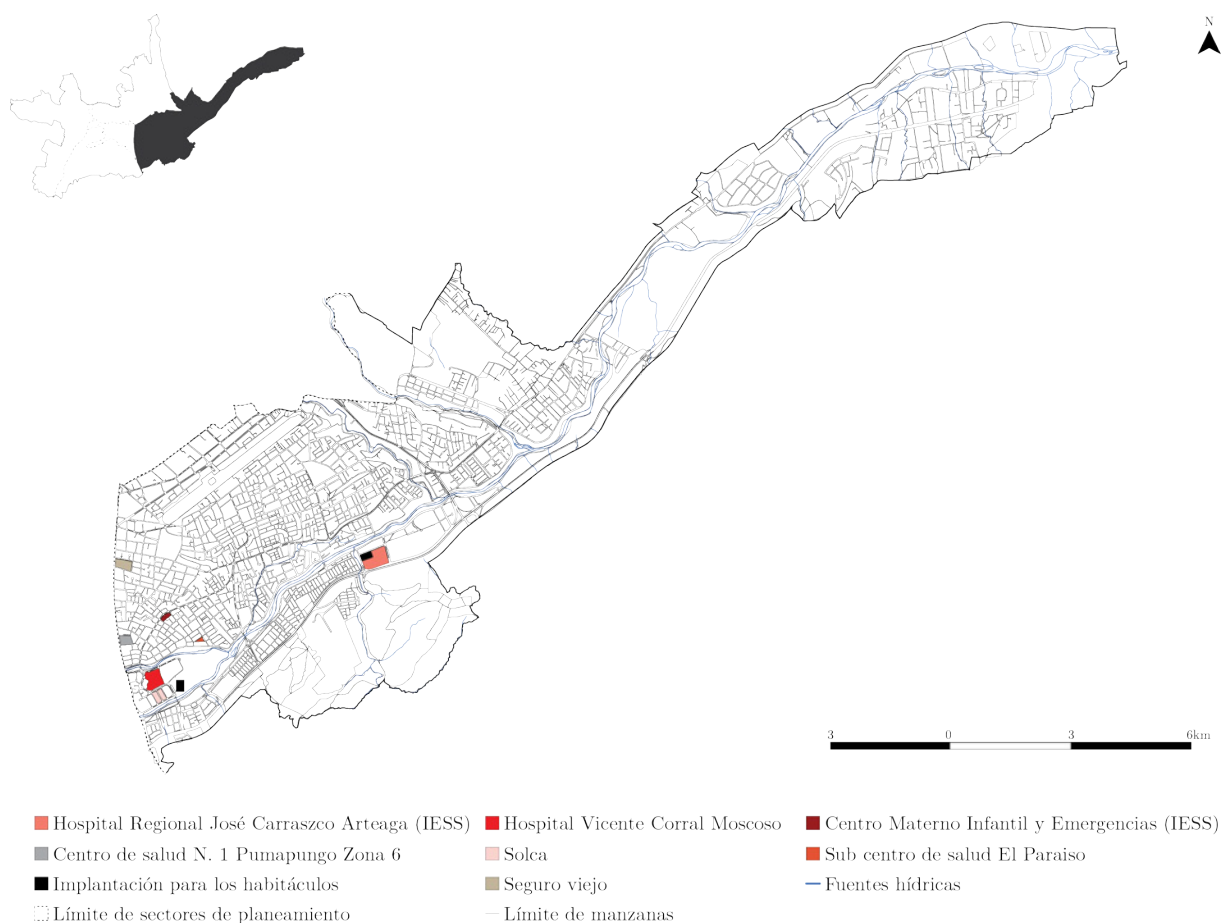 N
3 0 3 6km
Hospital Regional José Carraszco Arteaga (IESS) Hospital Vicente Corral Moscoso Centro Materno Infantil y Emergencias (IESS)
Centro de salud N. 1 Pumapungo Zona 6 Solca Sub centro de salud El Paraiso
Implantación para los habitáculos Seguro viejo Fuentes hídricas
Límite de sectores de planeamiento Límite de manzanas